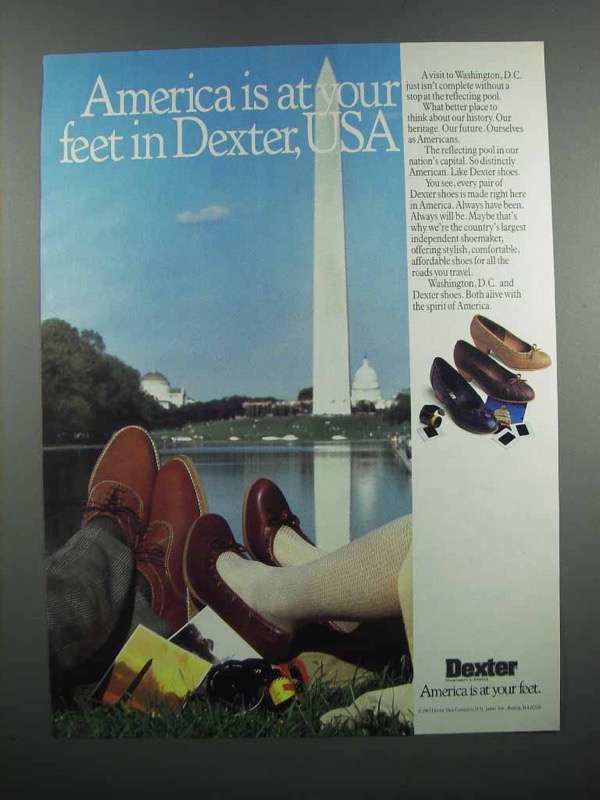 America is at your
feet in Dexter, USA
A visit to Washington, D.C.
just isn't complete without a
stop at the reflecting pool.
What better place to
think about our history. Our
heritage. Our future. Ourselves
as Americans.
The reflecting pool in our
nation's capital. So distinctly
American. Like Dexter shoes.
You see, every pair of
Dexter shoes is made right here
in America. Always have been.
Always will be. Maybe that's
why we're the country's largest
independent shoemaker,
offering stylish, comfortable,
affordable shoes for all the
roads you travel.
Washington, D.C. and
Dexter shoes. Both alive with
the spirit of America.
Dexter
America is at your feet.